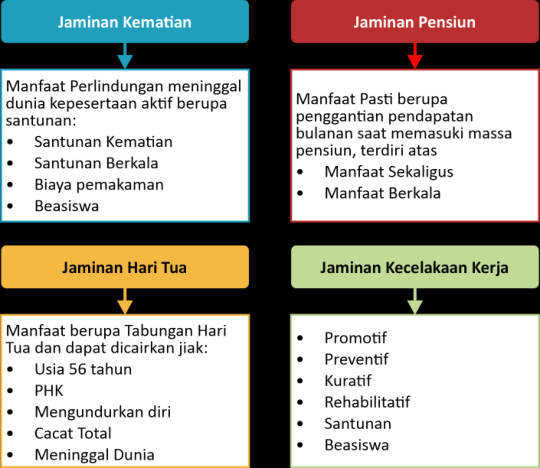 Jaminan Kematian
Manfaat Perlindungan meninggal
dunia kepesertaan aktif berupa
santunan:
• Santunan Kematian
• Santunan Berkala
• Biaya pemakaman
• Beasiswa
Jaminan Pensiun
Manfaat Pasti berupa
penggantian pendapatan
bulanan saat memasuki massa
pensiun, terdiri atas
• Manfaat Sekaligus
• Manfaat Berkala
Jaminan Hari Tua
Manfaat berupa Tabungan Hari
Tua dan dapat dicairkan jiak:
• Usia 56 tahun
• PHK
• Mengundurkan diri
• Cacat Total
• Meninggal Dunia
Jaminan Kecelakaan Kerja
• Promotif
• Preventif
• Kuratif
• Rehabilitatif
• Santunan
• Beasiswa